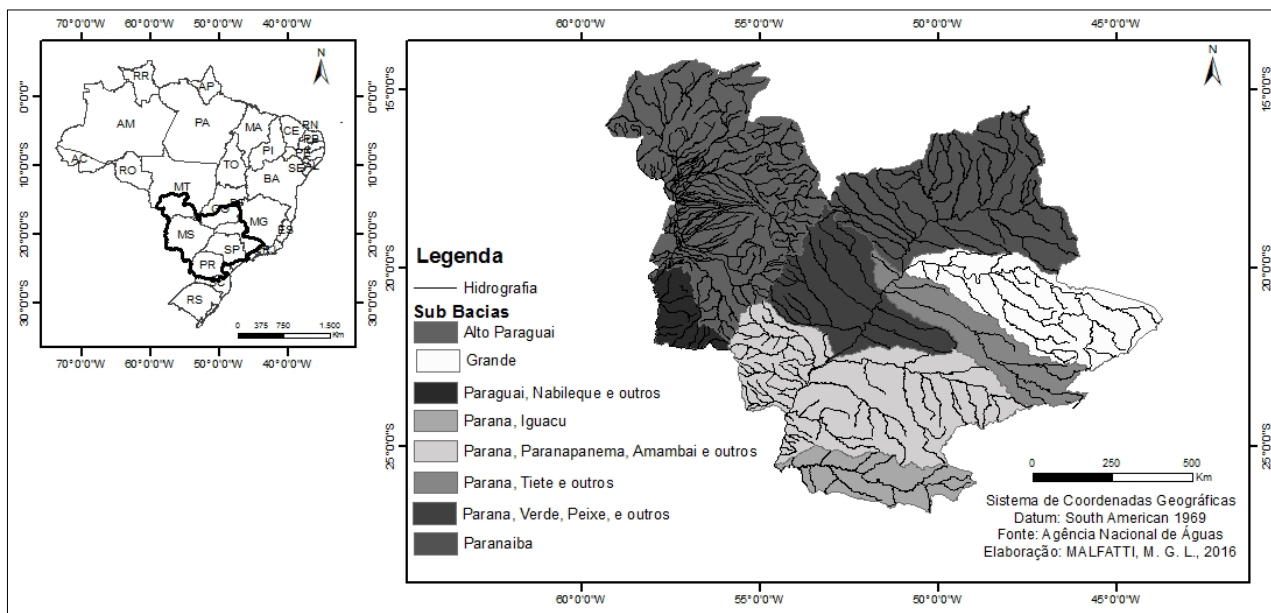 70°0'0"W 60°0'0"W 50°0'0"W 40°0'0"W
0°0'0" 10°0'0"S 20°0'0"S 30°0'0"S
N
RR AP
AM PA MA CE RN
PB
PI PE
AC RO TO SE AL
BA
MT
GO DF
MS MG ES
SP RJ
PR
SC
RS
0 375 750 1.500
Km
0°0'0" 10°0'0"S 20°0'0"S 30°0'0"S
70°0'0"W 60°0'0"W 50°0'0"W 40°0'0"W
60°0'0"W 55°0'0"W 50°0'0"W 45°0'0"W
15°0'0"S 20°0'0"S 25°0'0"S
N
Legenda
Hidrografia
Sub Bacias
Alto Paraguai
Grande
Paraguai, Nabileque e outros
Parana, Iguacu
Parana, Paranapanema, Amambai e outros
Parana, Tiete e outros
Parana, Verde, Peixe, e outros
Paranaiba
0 250 500
Km
Sistema de Coordenadas Geográficas
Datum: South American 1969
Fonte: Agência Nacional de Águas
Elaboração: MALFATTI, M. G. L., 2016
15°0'0"S 20°0'0"S 25°0'0"S
60°0'0"W 55°0'0"W 50°0'0"W 45°0'0"W